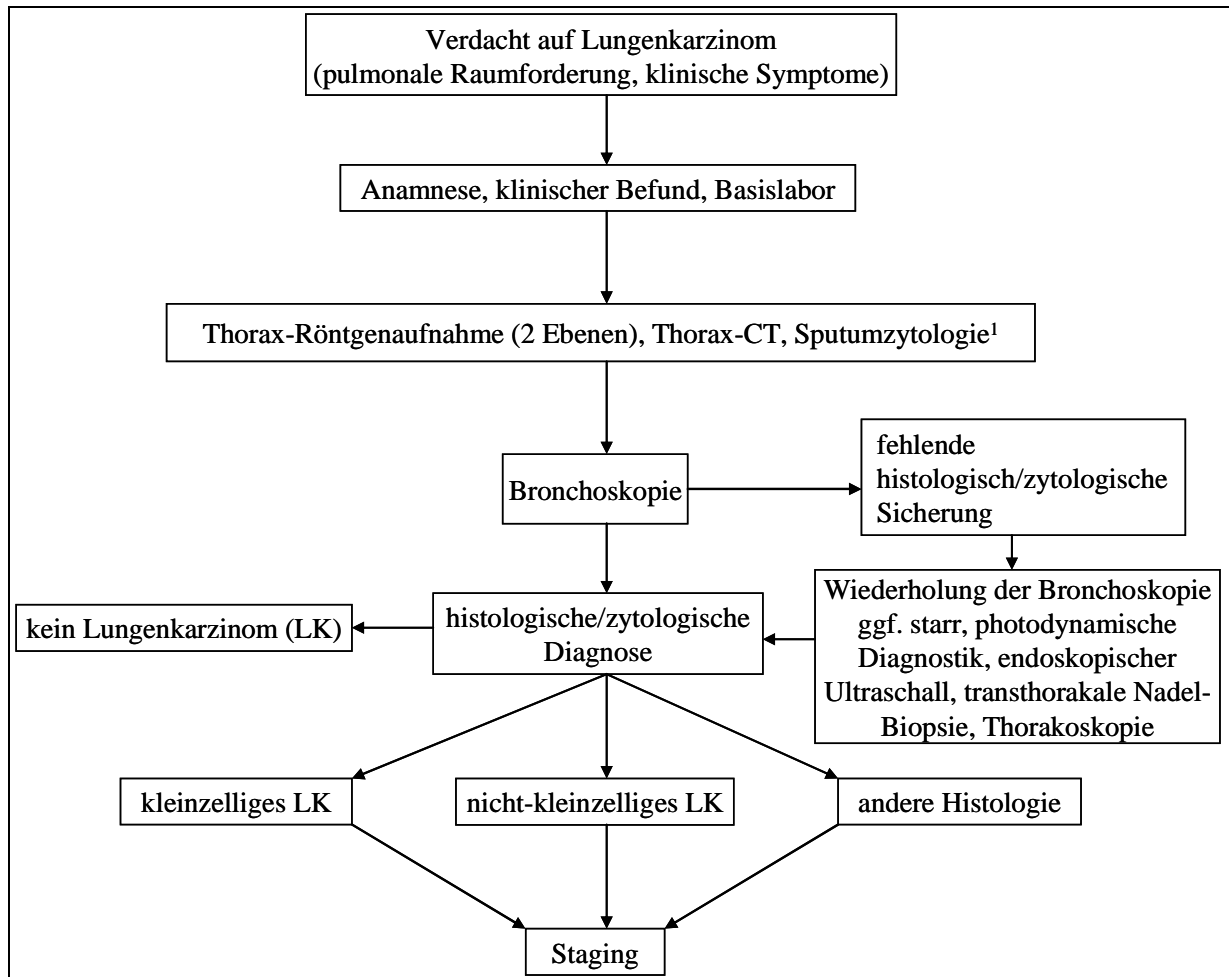 Verdacht auf Lungenkarzinom
(pulmonale Raumforderung, klinische Symptome)
Anamnese, klinischer Befund, Basislabor
Thorax-Röntgenaufnahme (2 Ebenen), Thorax-CT, Sputumzytologie¹
Bronchoskopie
fehlende
histologisch/zytologische
Sicherung
Wiederholung der Bronchoskopie
ggf. starr, photodynamische
Diagnostik, endoskopischer
Ultraschall, transthorakale Nadel-
Biopsie, Thorakoskopie
histologische/zytologische
Diagnose
kein Lungenkarzinom (LK)
kleinzelliges LK
nicht-kleinzelliges LK
andere Histologie
Staging